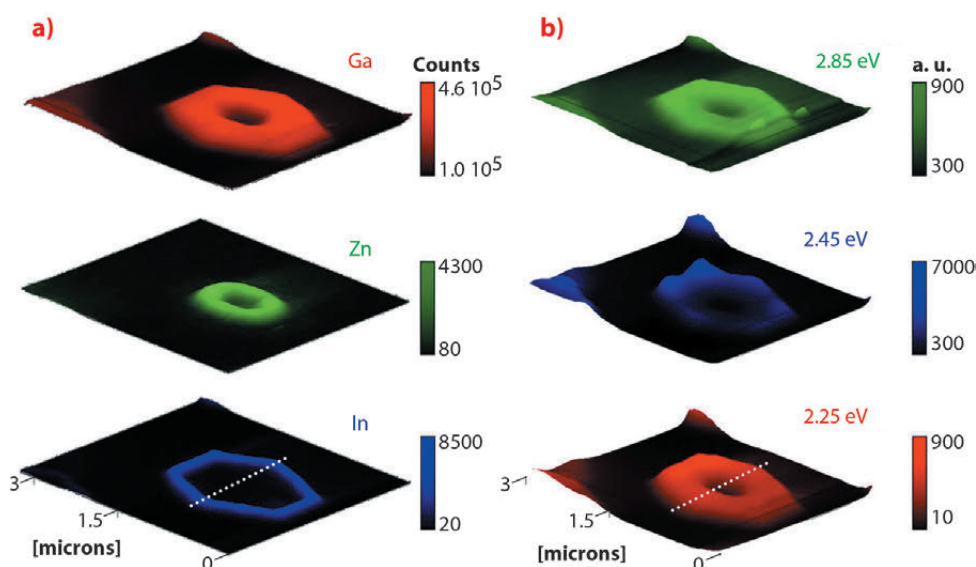 a)
Ga
Counts
4.6 10⁵
1.0 10⁵
Zn
4300
80
In
8500
20
3
1.5
[microns]
0
b)
2.85 eV
a. u.
900
300
2.45 eV
7000
300
2.25 eV
900
10
3
1.5
[microns]
0